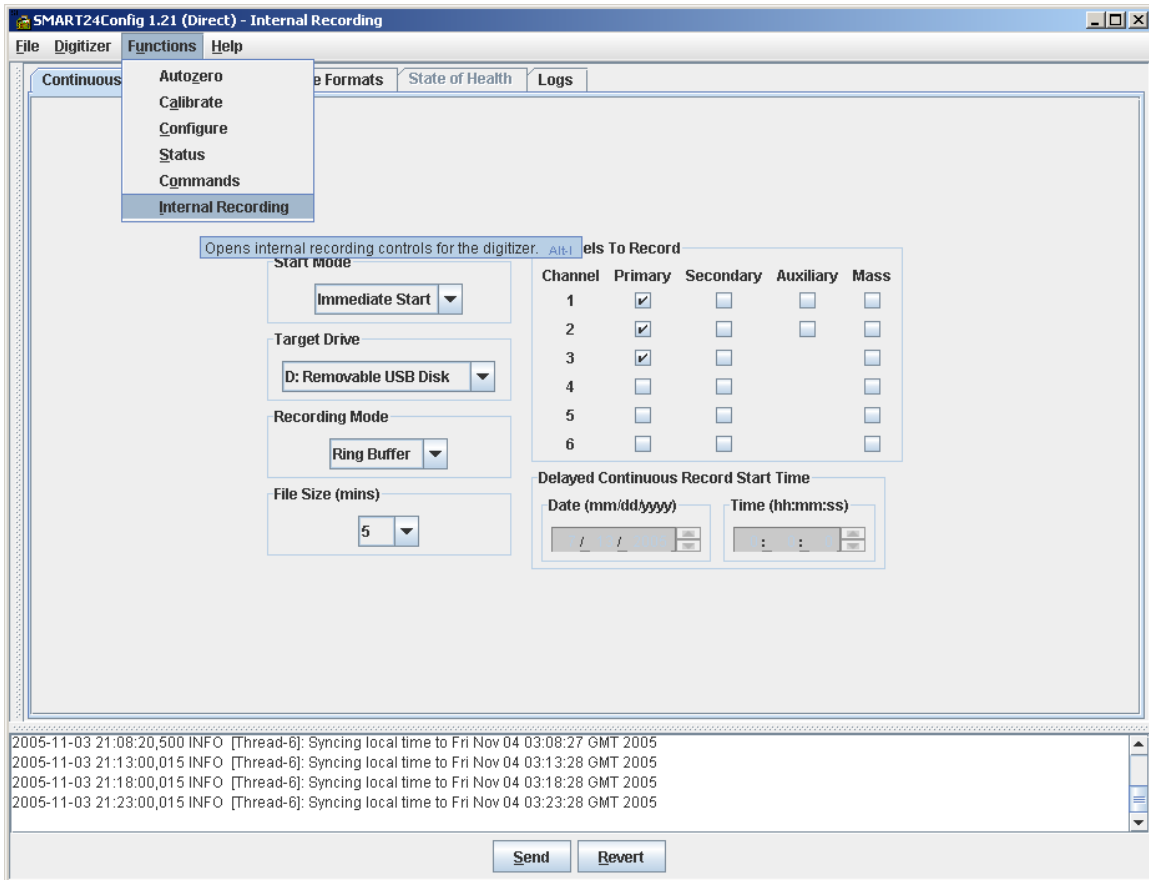 SMART24Config 1.21 (Direct) - Internal Recording
File Digitizer Functions Help
Autozero
Calibrate
Configure
Status
Commands
Internal Recording
Continuous e Formats State of Health Logs
Opens internal recording controls for the digitizer. Alt-I
els To Record
Start Mode
Immediate Start
Target Drive
D: Removable USB Disk
Recording Mode
Ring Buffer
File Size (mins)
5
Channel Primary Secondary Auxiliary Mass
1
2
3
4
5
6
Delayed Continuous Record Start Time
Date (mm/dd/yyyy) Time (hh:mm:ss)
/ / : :
2005-11-03 21:08:20,500 INFO [Thread-6]: Syncing local time to Fri Nov 04 03:08:27 GMT 2005
2005-11-03 21:13:00,015 INFO [Thread-6]: Syncing local time to Fri Nov 04 03:13:28 GMT 2005
2005-11-03 21:18:00,015 INFO [Thread-6]: Syncing local time to Fri Nov 04 03:18:28 GMT 2005
2005-11-03 21:23:00,015 INFO [Thread-6]: Syncing local time to Fri Nov 04 03:23:28 GMT 2005
Send Revert